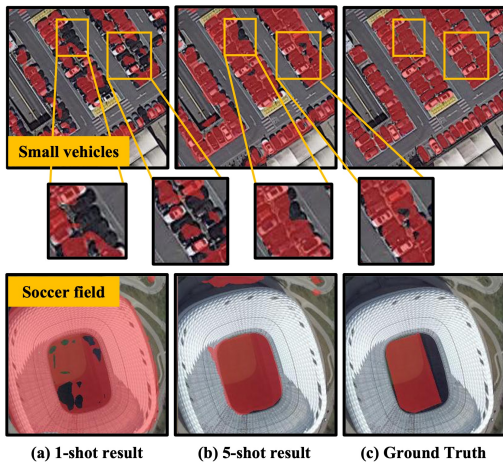 Small vehicles
Soccer field
(a) 1-shot result (b) 5-shot result (c) Ground Truth